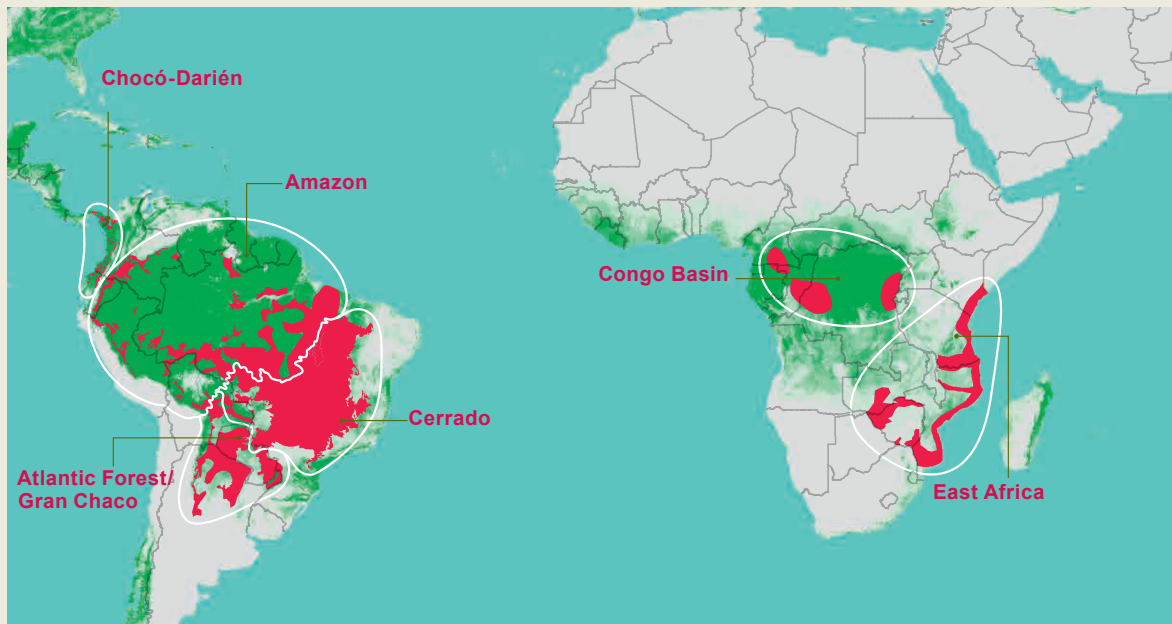 Chocó-Darién
Amazon
Congo Basin
Cerrado
Atlantic Forest/
Gran Chaco
East Africa